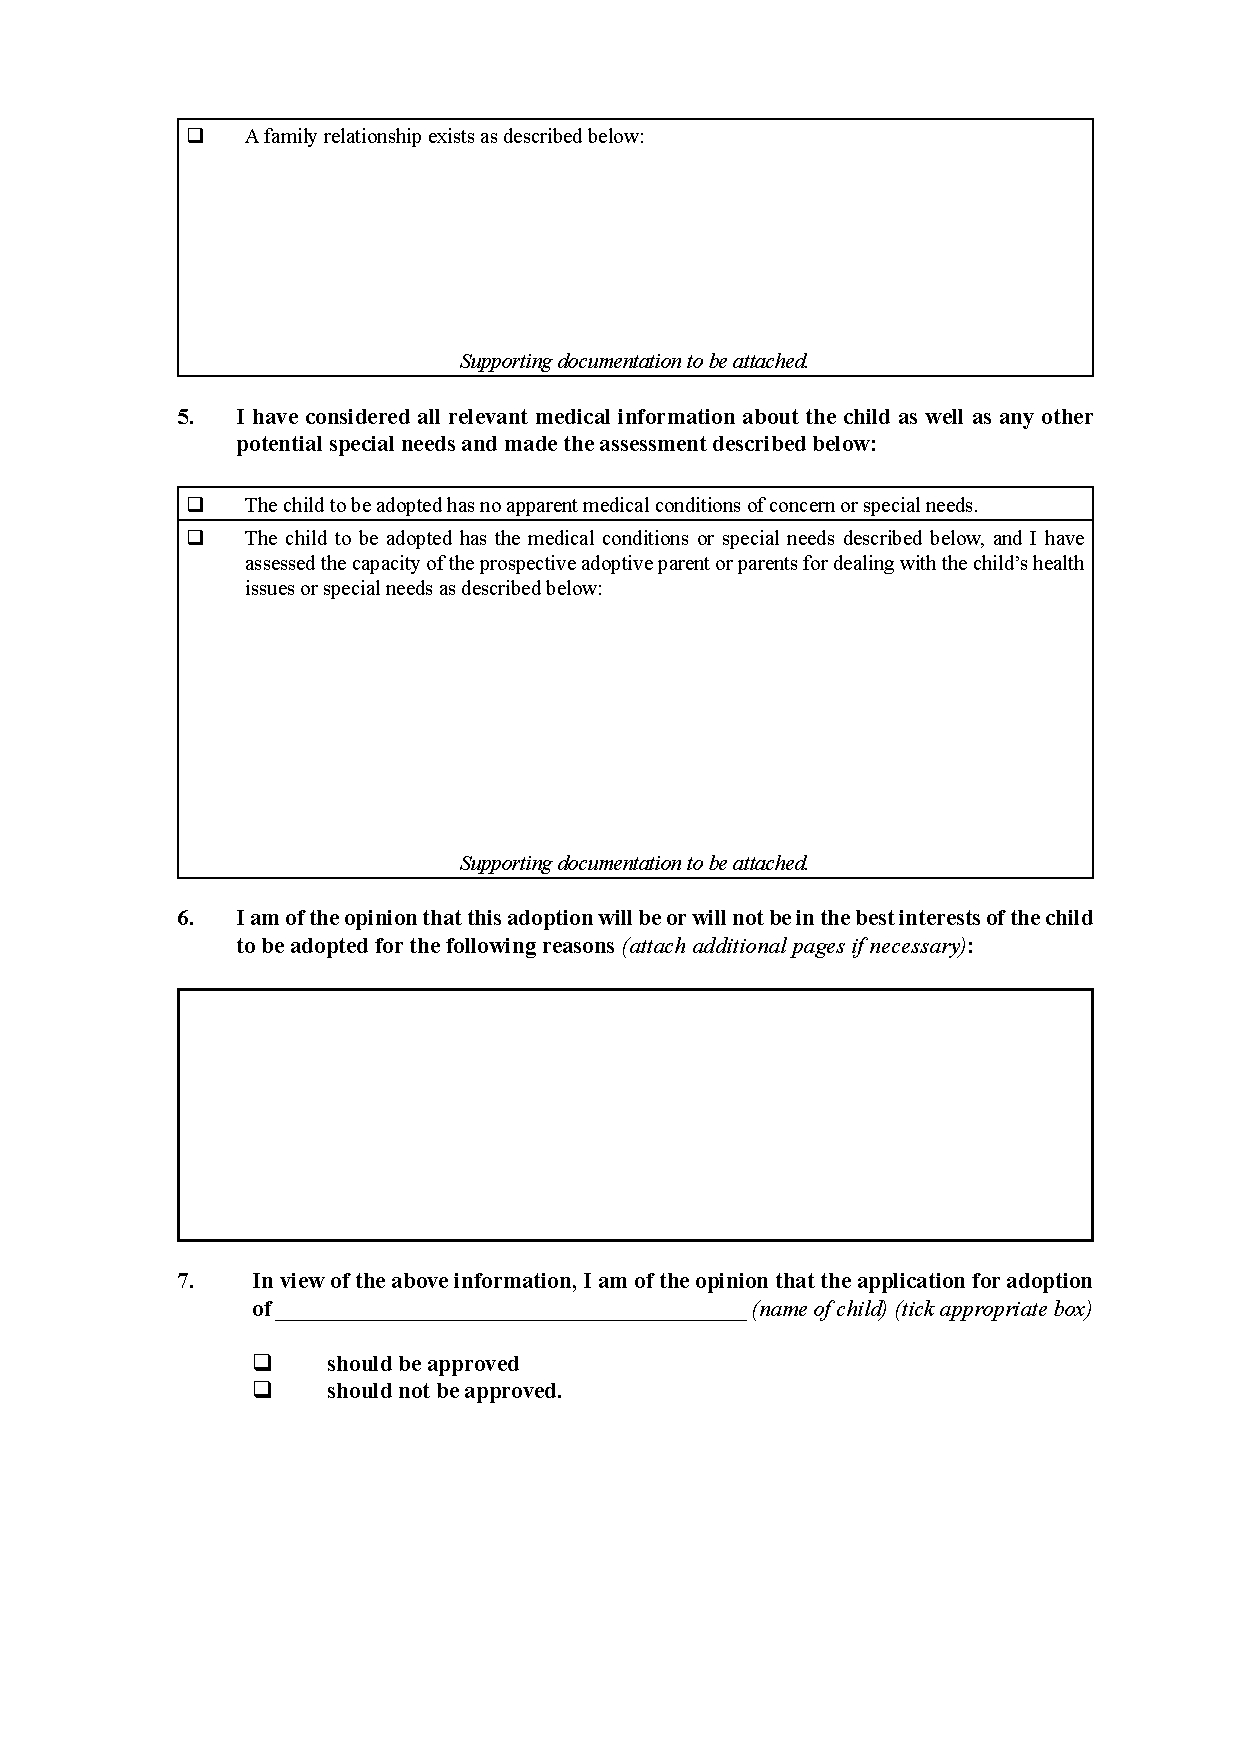 ❑ A family relationship exists as described below:
Supporting documentation to be attached.
5. I have considered all relevant medical information about the child as well as any other
potential special needs and made the assessment described below:
❑ The child to be adopted has no apparent medical conditions of concern or special needs.
❑ The child to be adopted has the medical conditions or special needs described below, and I have
assessed the capacity of the prospective adoptive parent or parents for dealing with the child’s health
issues or special needs as described below:
Supporting documentation to be attached.
6. I am of the opinion that this adoption will be or will not be in the best interests of the child
to be adopted for the following reasons (attach additional pages if necessary):
7. In view of the above information, I am of the opinion that the application for adoption
of ___________________________________________ (name of child) (tick appropriate box)
❑ should be approved
❑ should not be approved.